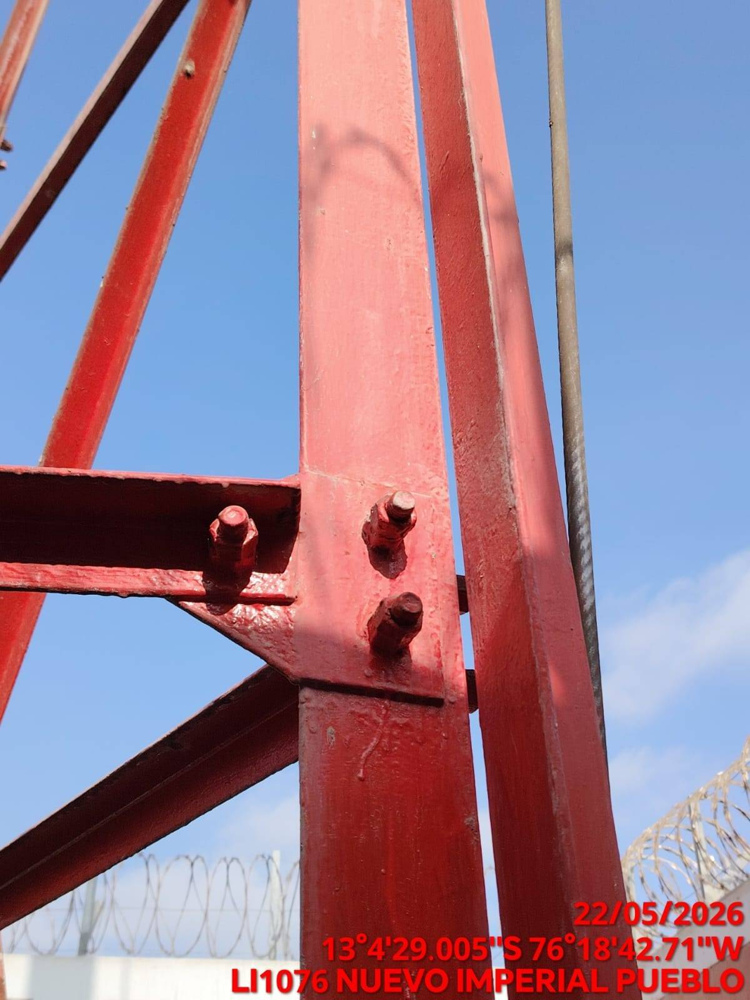 22/05/2026
13°4'29.005"S 76°18'42.71"W
LI1076 NUEVO IMPERIAL PUEBLO